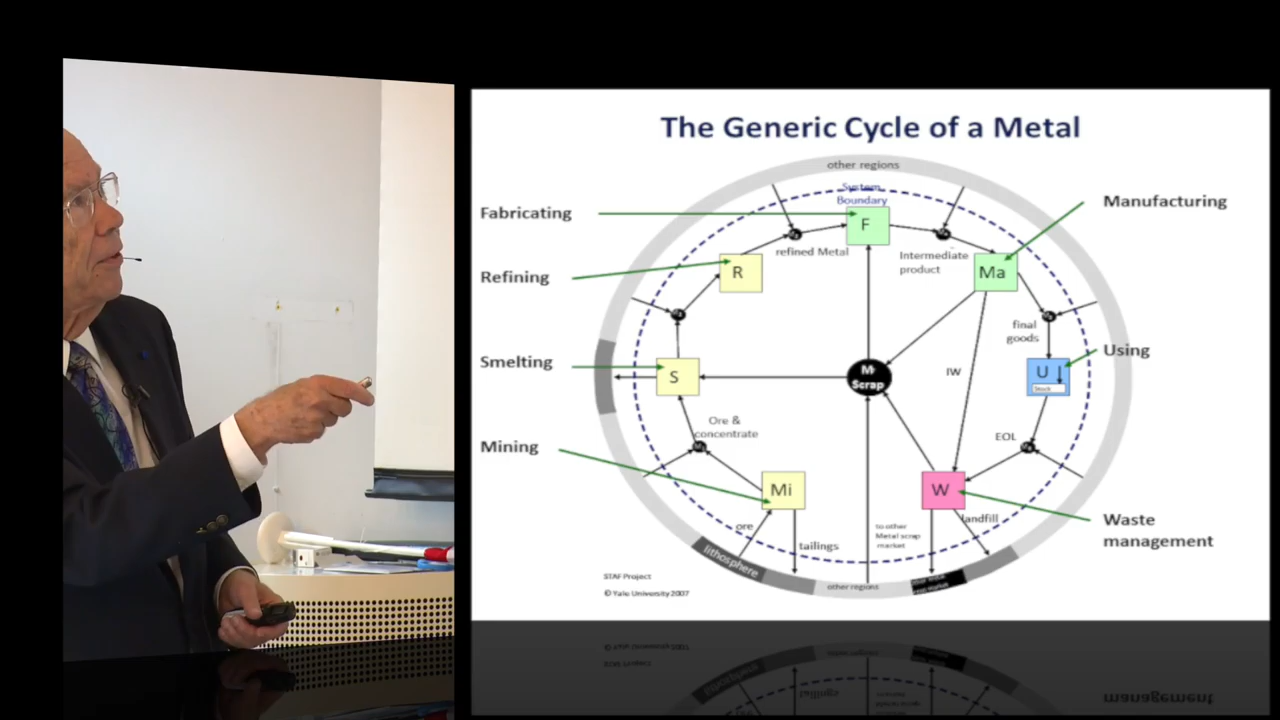 The Generic Cycle of a Metal
other regions
System
Boundary
Fabricating
F
Manufacturing
refined Metal
Intermediate
product
Refining
R
Ma
final
goods
Using
Smelting
S
M
Scrap
IW
U
Stock
Ore &
concentrate
EOL
Mining
Mi
W
ore
tailings
to other
Metal scrap
market
landfill
Waste
management
lithosphere
other regions
STAF Project
© Yale University 2007